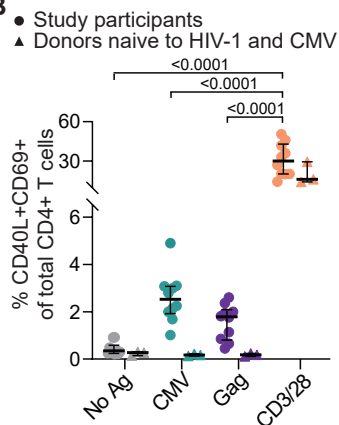 B
● Study participants
▲ Donors naive to HIV-1 and CMV
<0.0001
<0.0001
<0.0001
% CD40L+CD69+
of total CD4+ T cells
60
30
6
4
2
0
No Ag
CMV
Gag
CD3/28